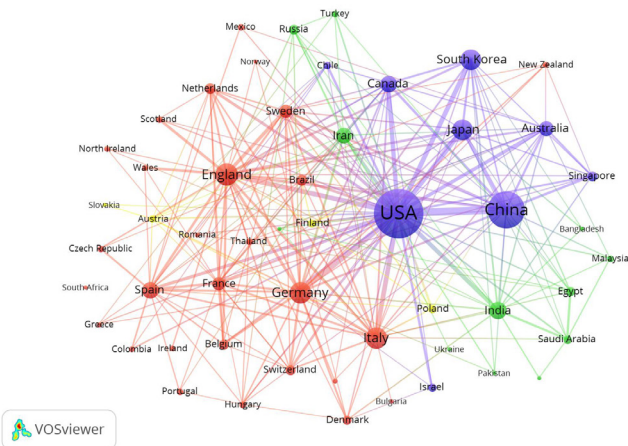 Turkey
Mexico
Russia
Norway
Chile
South Korea
New Zealand
Netherlands
Canada
Sweden
Scotland
Iran
Japan
Australia
North Ireland
Wales
England
Brazil
Singapore
Slovakia
Austria
Finland
USA
China
Romania
Thailand
Bangladesh
Czech Republic
Malaysia
South Africa
Spain
France
Germany
Egypt
Poland
India
Greece
Italy
Saudi Arabia
Colombia
Ireland
Belgium
Ukraine
Switzerland
Pakistan
Portugal
Israel
Hungary
Bulgaria
Denmark
VOSviewer